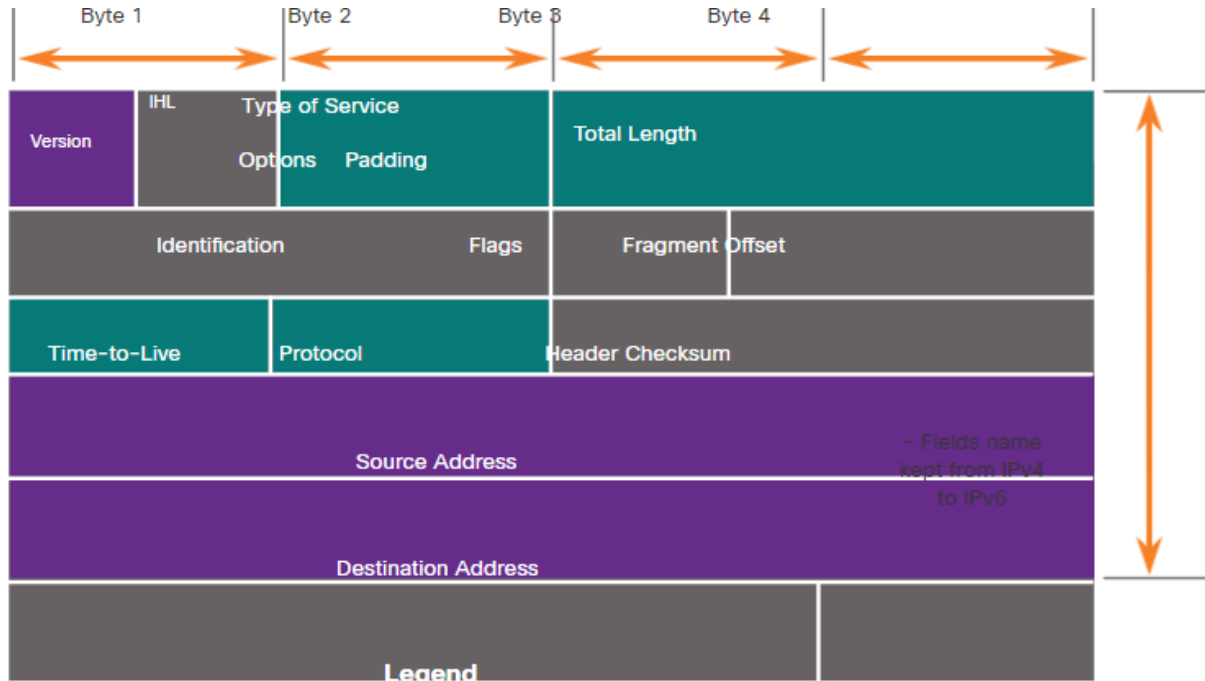 Byte 1 Byte 2 Byte 3 Byte 4
IHL Type of Service
Version Total Length
Options Padding
Identification Flags Fragment Offset
Time-to-Live Protocol Header Checksum
Source Address
- Fields name
kept from IPv4
to IPv6
Destination Address
Legend